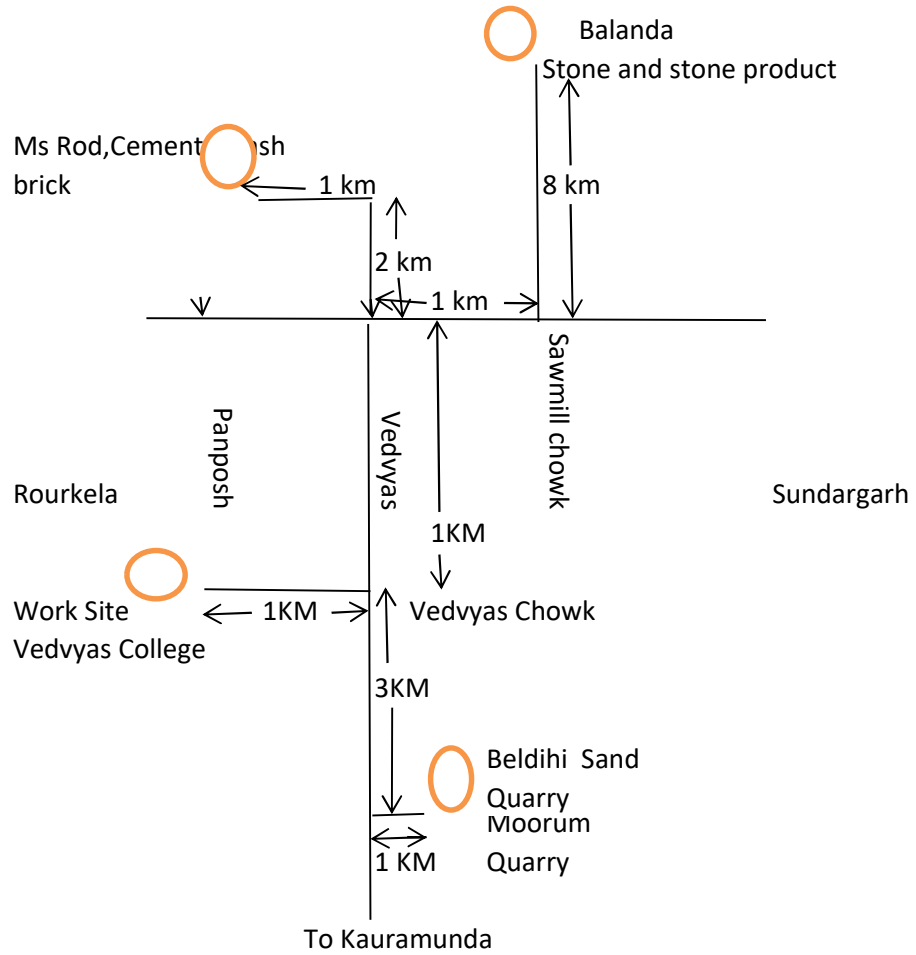 Balanda
Stone and stone product
Ms Rod,Cement
brick
1 km
8 km
2 km
1 km
Panposh
Vedvyas
Sawmill chowk
Rourkela
Sundargarh
1KM
Work Site
1KM
Vedvyas Chowk
Vedvyas College
3KM
Beldihi Sand
Quarry
Moorum
1 KM
Quarry
To Kauramunda